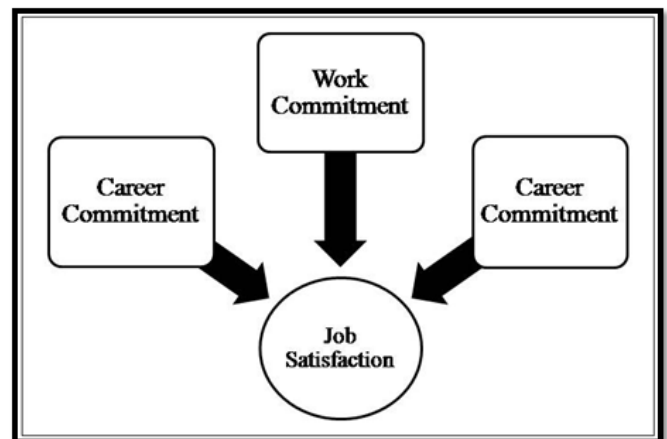 Work
Commitment
Career
Commitment
Career
Commitment
Job
Satisfaction